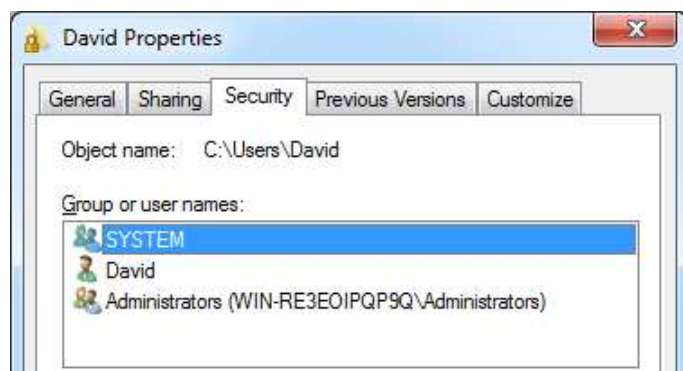 David Properties
General Sharing Security Previous Versions Customize
Object name: C:\Users\David
Group or user names:
SYSTEM
David
Administrators (WIN-RE3EOIPQP9Q\Administrators)